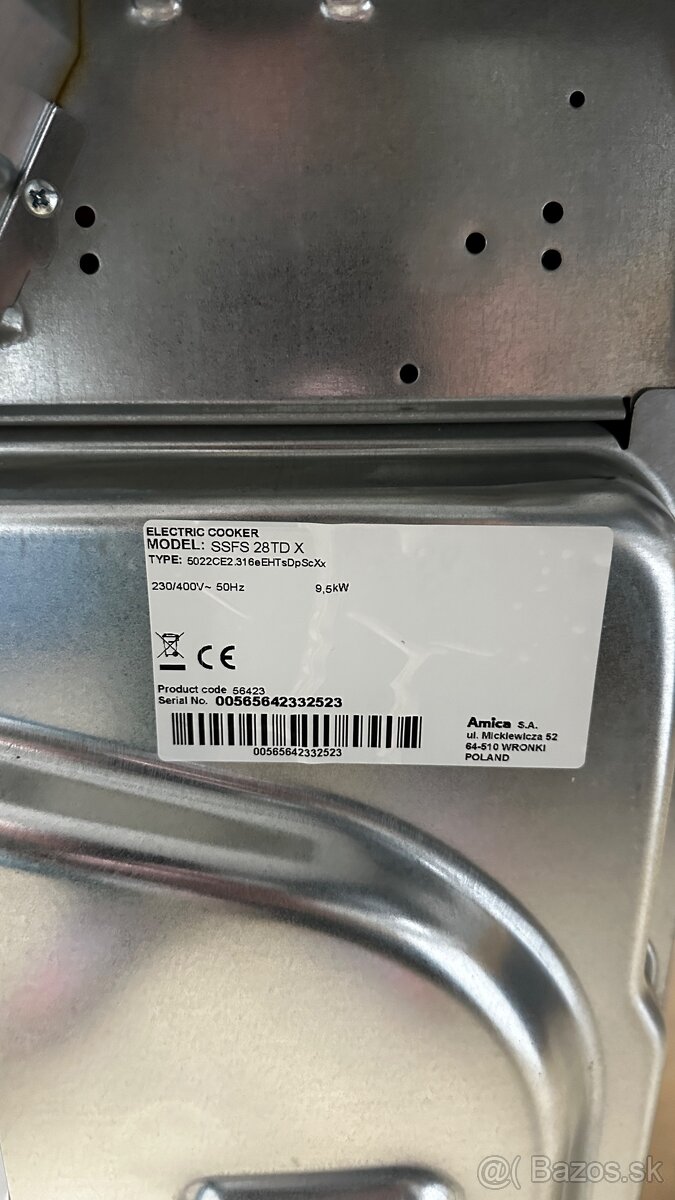 ELECTRIC COOKER
MODEL: SSFS 28TD X
TYPE: 5022CE2.316eEHTsDpScXx
230/400V~ 50Hz 9,5kW
CE
Product code 56423
Serial No. 00565642332523
00565642332523
Amica S.A.
ul. Mickiewicza 52
64-510 WRONKI
POLAND
@( Bazos.sk